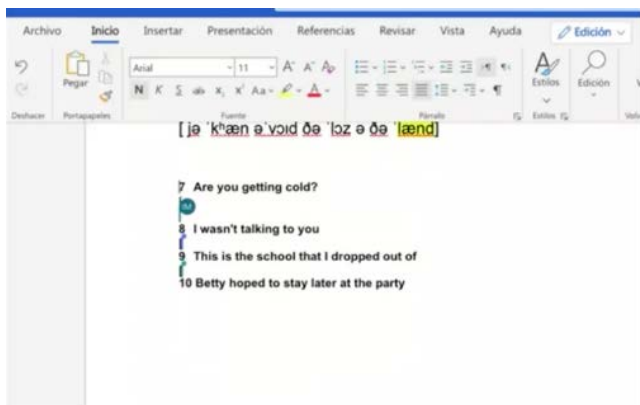 Archivo Inicio Insertar Presentación Referencias Revisar Vista Ayuda Edición
Arial 11 A A A
Pegar N K S ab x, x' Aa A A ¶ Estilos Edición
Deshacer Portapapeles Fuente Párrafo Estilos
[ jə ˈkʰæn əˈvɔɪd ðə ˈlɔz ə ðə ˈlænd]
7 Are you getting cold?
8 I wasn't talking to you
9 This is the school that I dropped out of
10 Betty hoped to stay later at the party